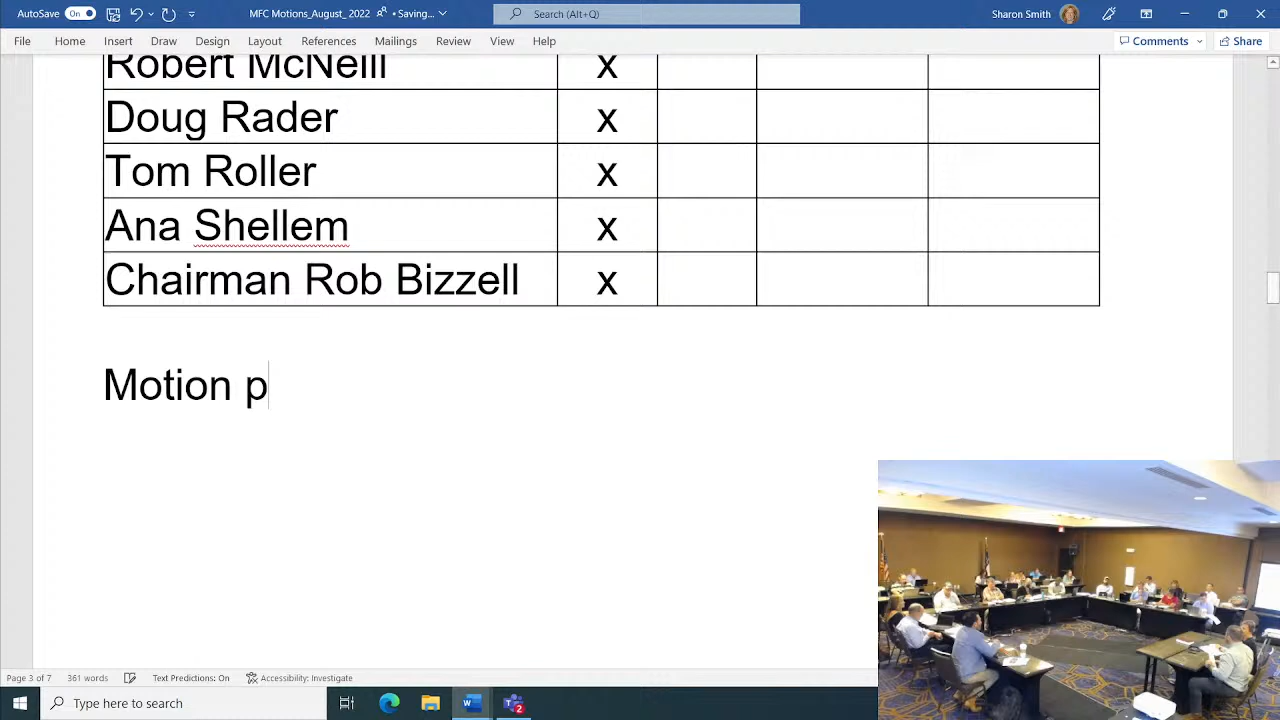 AutoSave On MFC Motions_August_2022 • Saving... Search (Alt+Q) Sharon Smith
File Home Insert Draw Design Layout References Mailings Review View Help Comments Share
Robert McNeill x
Doug Rader x
Tom Roller x
Ana Shellem x
Chairman Rob Bizzell x
Motion p
Page 3 of 7 361 words Text Predictions: On Accessibility: Investigate
Type here to search 2